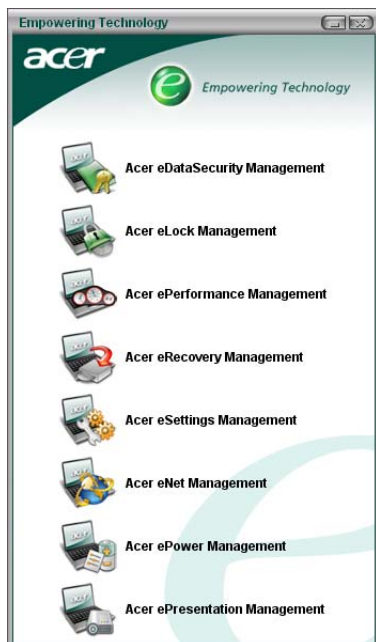 Empowering Technology
acer
e Empowering Technology
Acer eDataSecurity Management
Acer eLock Management
Acer ePerformance Management
Acer eRecovery Management
Acer eSettings Management
Acer eNet Management
Acer ePower Management
Acer ePresentation Management